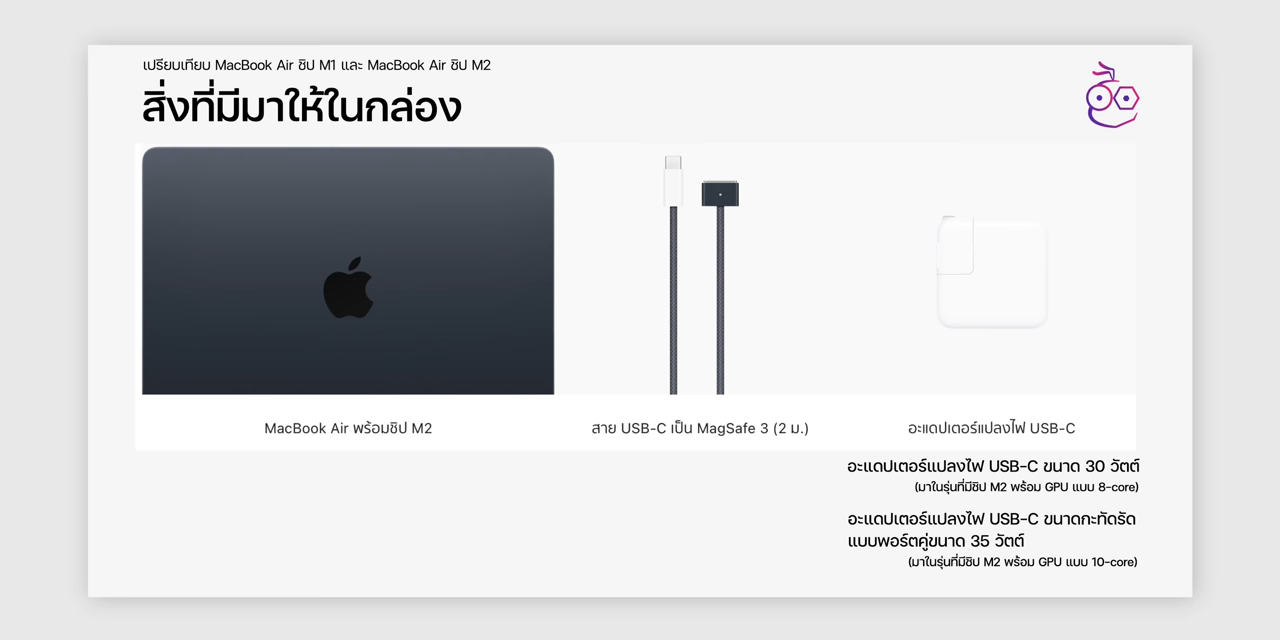 เปรียบเทียบ MacBook Air ชิป M1 และ MacBook Air ชิป M2
สิ่งที่มีมาให้ในกล่อง
MacBook Air พร้อมชิป M2
สาย USB-C เป็น MagSafe 3 (2 ม.)
อะแดปเตอร์แปลงไฟ USB-C
อะแดปเตอร์แปลงไฟ USB-C ขนาด 30 วัตต์
(มาในรุ่นที่มีชิป M2 พร้อม GPU แบบ 8-core)
อะแดปเตอร์แปลงไฟ USB-C ขนาดกะทัดรัด
แบบพอร์ตคู่ขนาด 35 วัตต์
(มาในรุ่นที่มีชิป M2 พร้อม GPU แบบ 10-core)